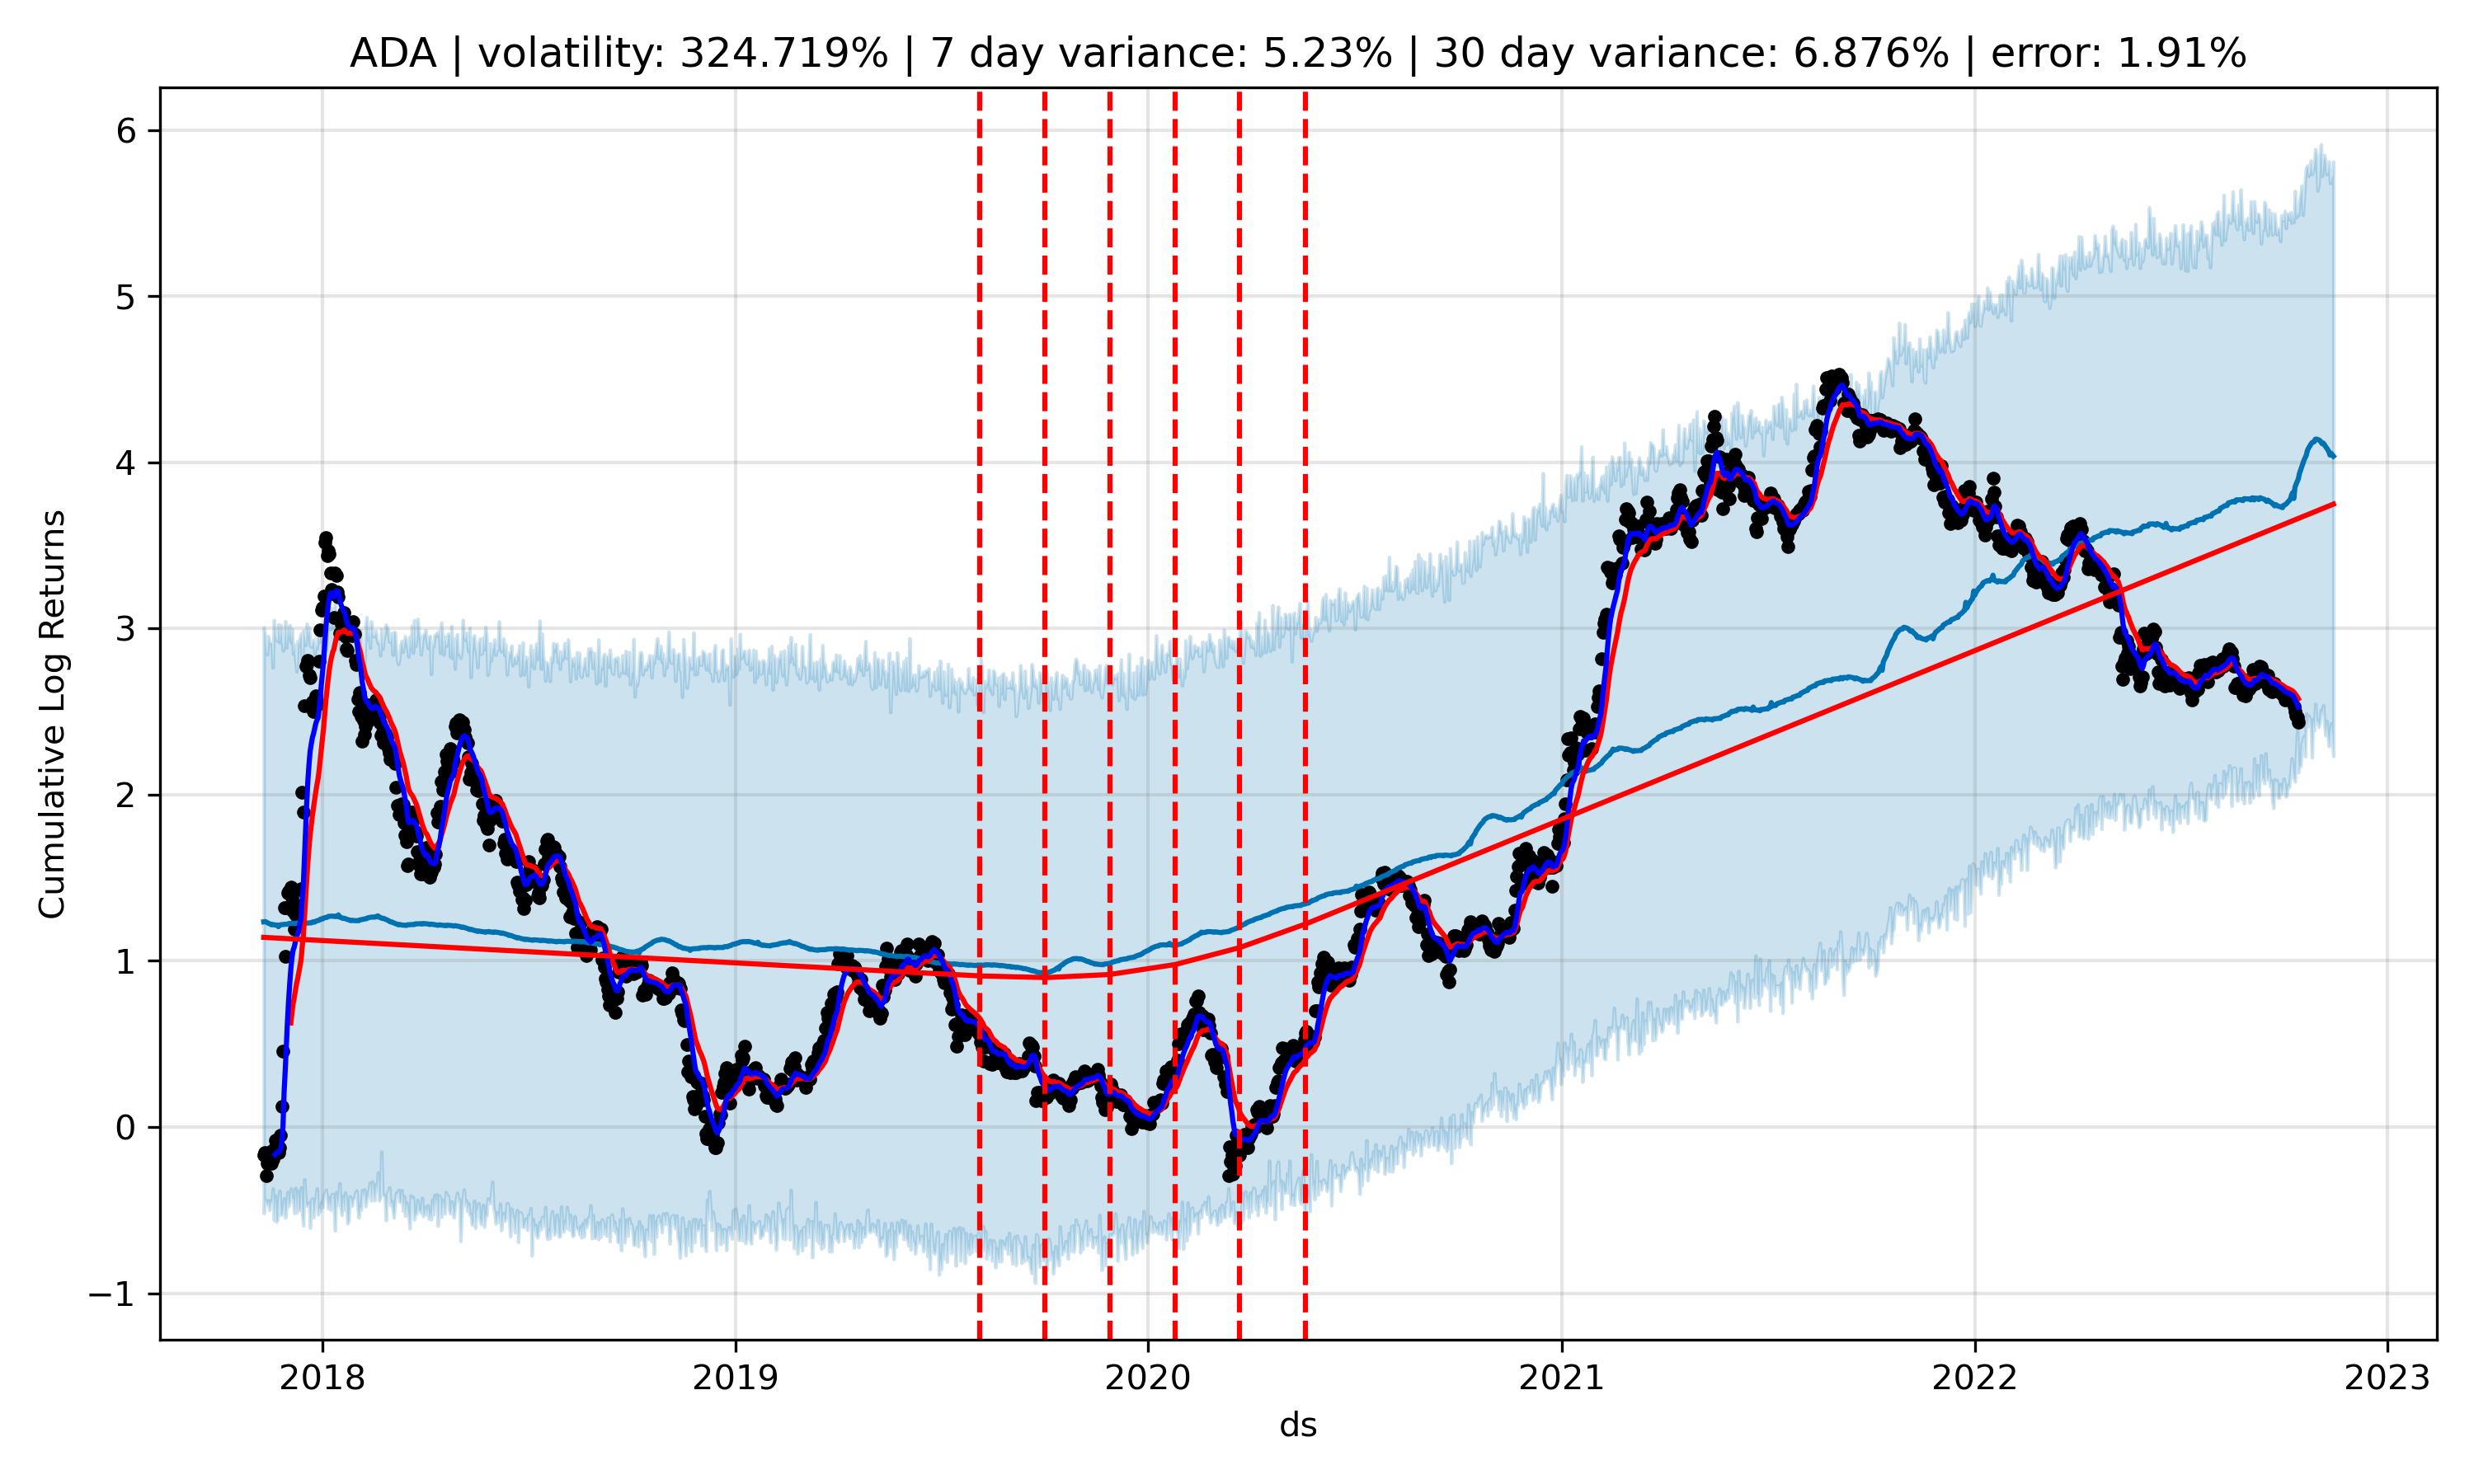 ADA | volatility: 324.719% | 7 day variance: 5.23% | 30 day variance: 6.876% | error: 1.91%
6
5
4
3
2
1
0
−1
Cumulative Log Returns
2018 2019 2020 2021 2022 2023
ds